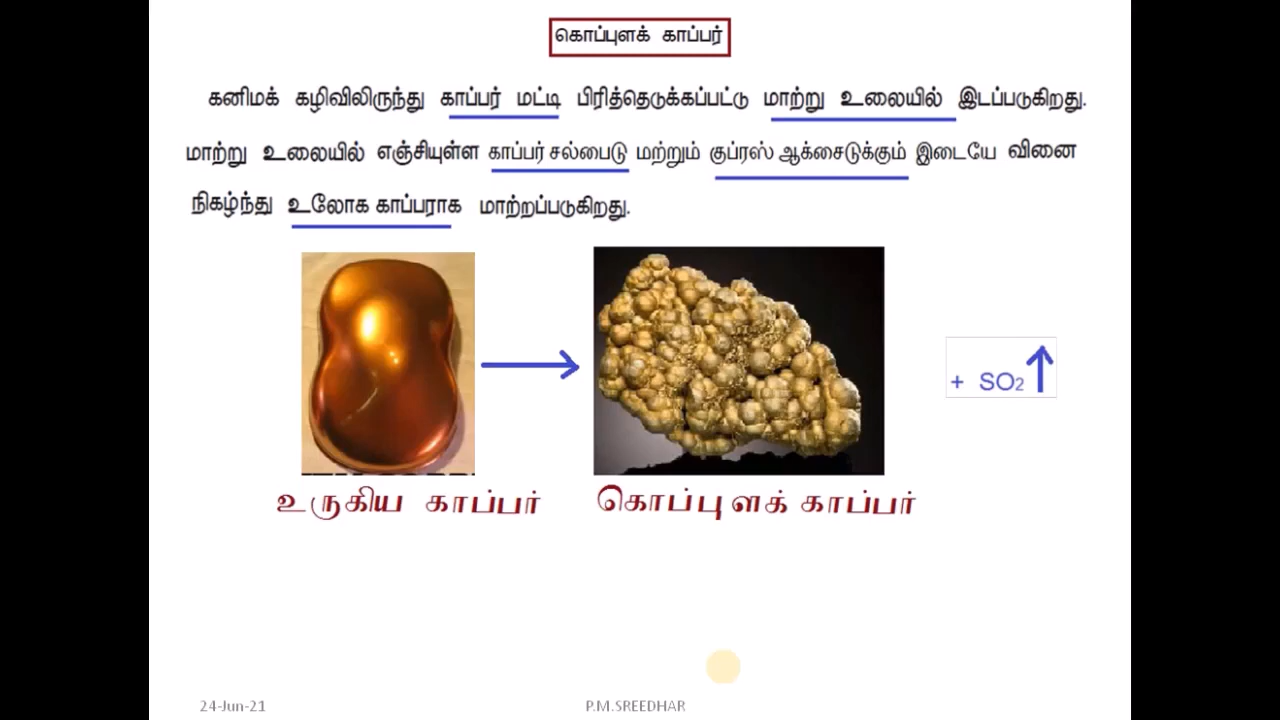 கொப்புளக் காப்பர்
கனிமக் கழிவிலிருந்து காப்பர் மட்டி பிரித்தெடுக்கப்பட்டு மாற்று உலையில் இடப்படுகிறது.
மாற்று உலையில் எஞ்சியுள்ள காப்பர் சல்பைடு மற்றும் குப்ரஸ் ஆக்சைடுக்கும் இடையே வினை
நிகழ்ந்து உலோக காப்பராக மாற்றப்படுகிறது.
+ SO₂ ↑
உருகிய காப்பர் கொப்புளக் காப்பர்
24-Jun-21 P.M.SREEDHAR